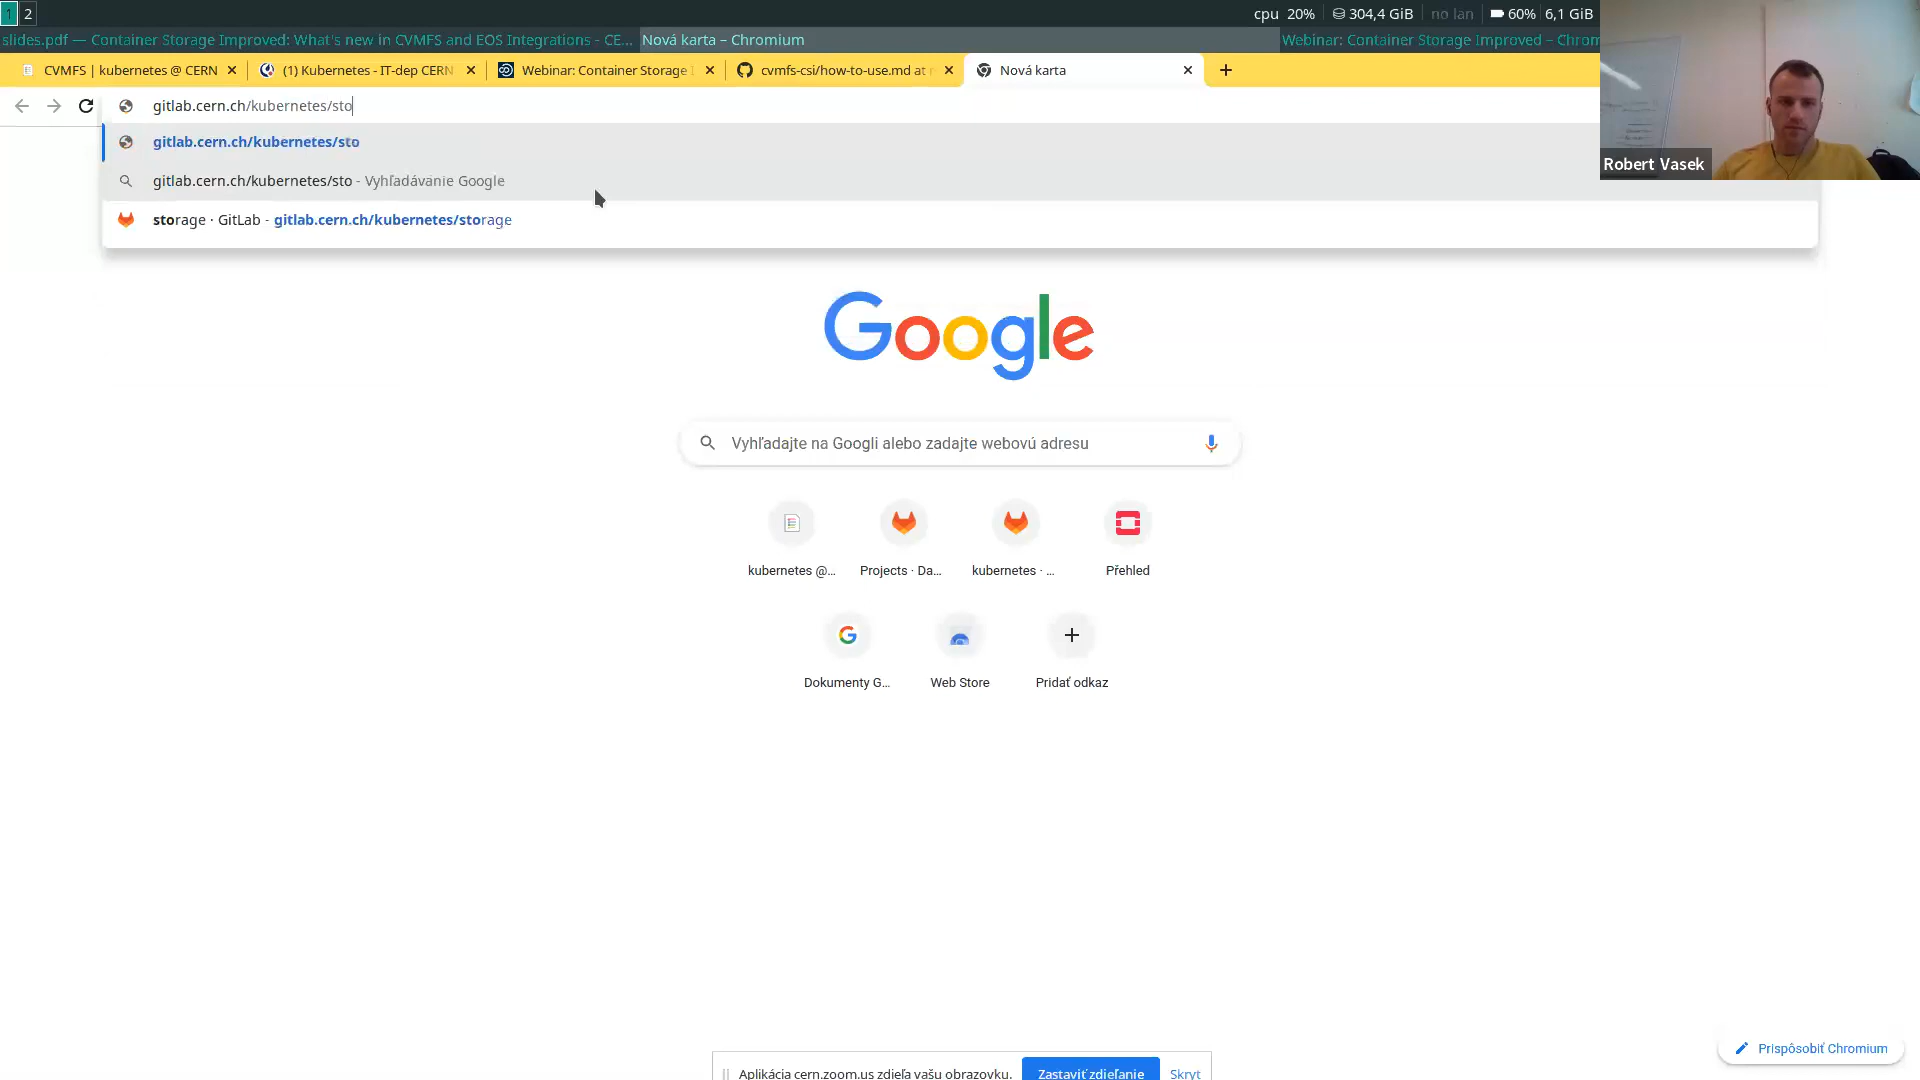 1 2
cpu 20% 304,4 GiB no lan 60% 6,1 GiB
slides.pdf — Container Storage Improved: What's new in CVMFS and EOS Integrations - CE... Nová karta – Chromium Webinar: Container Storage Improved – Chrom
CVMFS | kubernetes @ CERN (1) Kubernetes - IT-dep CERN Webinar: Container Storage cvmfs-csi/how-to-use.md at Nová karta
gitlab.cern.ch/kubernetes/sto
gitlab.cern.ch/kubernetes/sto
gitlab.cern.ch/kubernetes/sto - Vyhľadávanie Google
storage · GitLab - gitlab.cern.ch/kubernetes/storage
Robert Vasek
Google
Vyhľadajte na Googli alebo zadajte webovú adresu
kubernetes @... Projects · Da... kubernetes · ... Přehled
Dokumenty G... Web Store Pridať odkaz
Prispôsobiť Chromium
Aplikácia cern.zoom.us zdieľa vašu obrazovku. Zastaviť zdieľanie Skryť